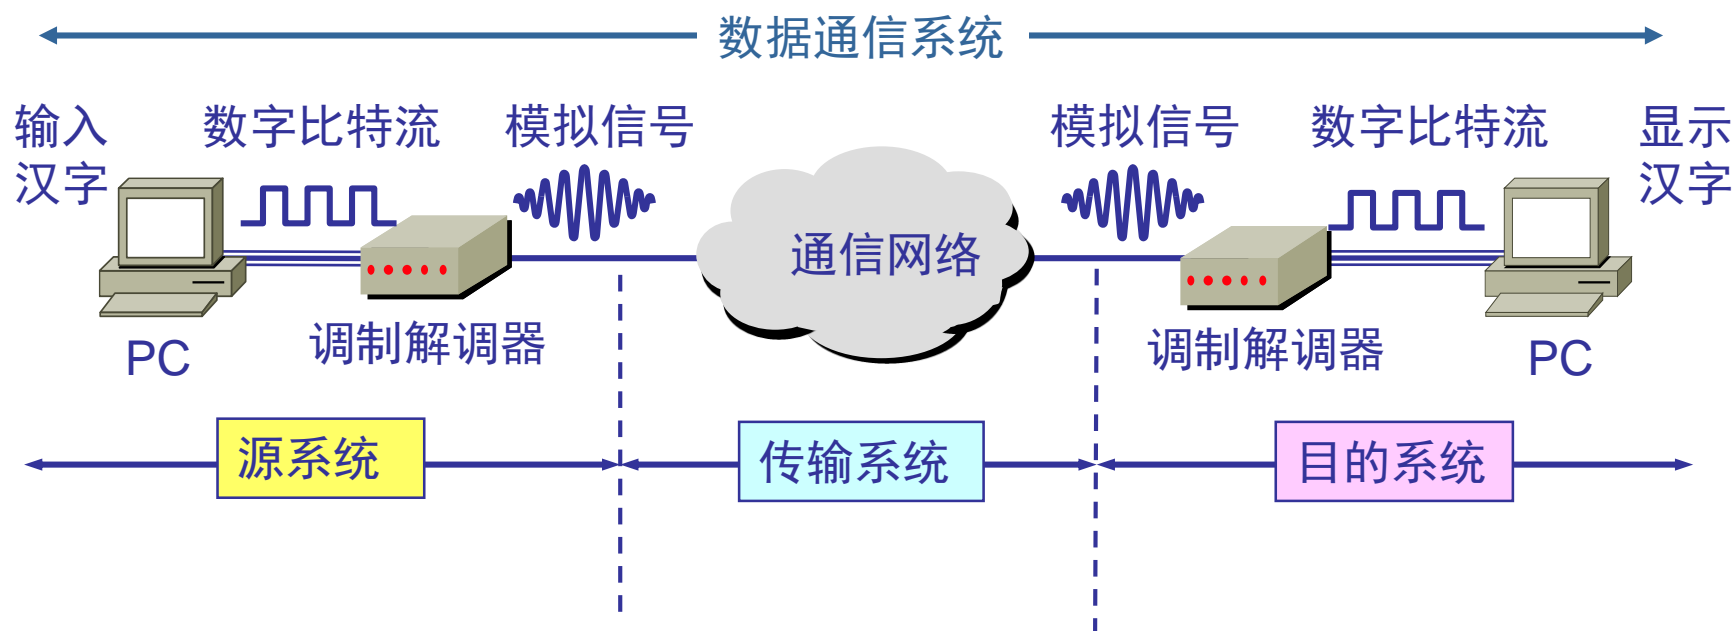 数据通信系统
输入
汉字
数字比特流
模拟信号
模拟信号
数字比特流
显示
汉字
通信网络
PC
调制解调器
调制解调器
PC
源系统
传输系统
目的系统